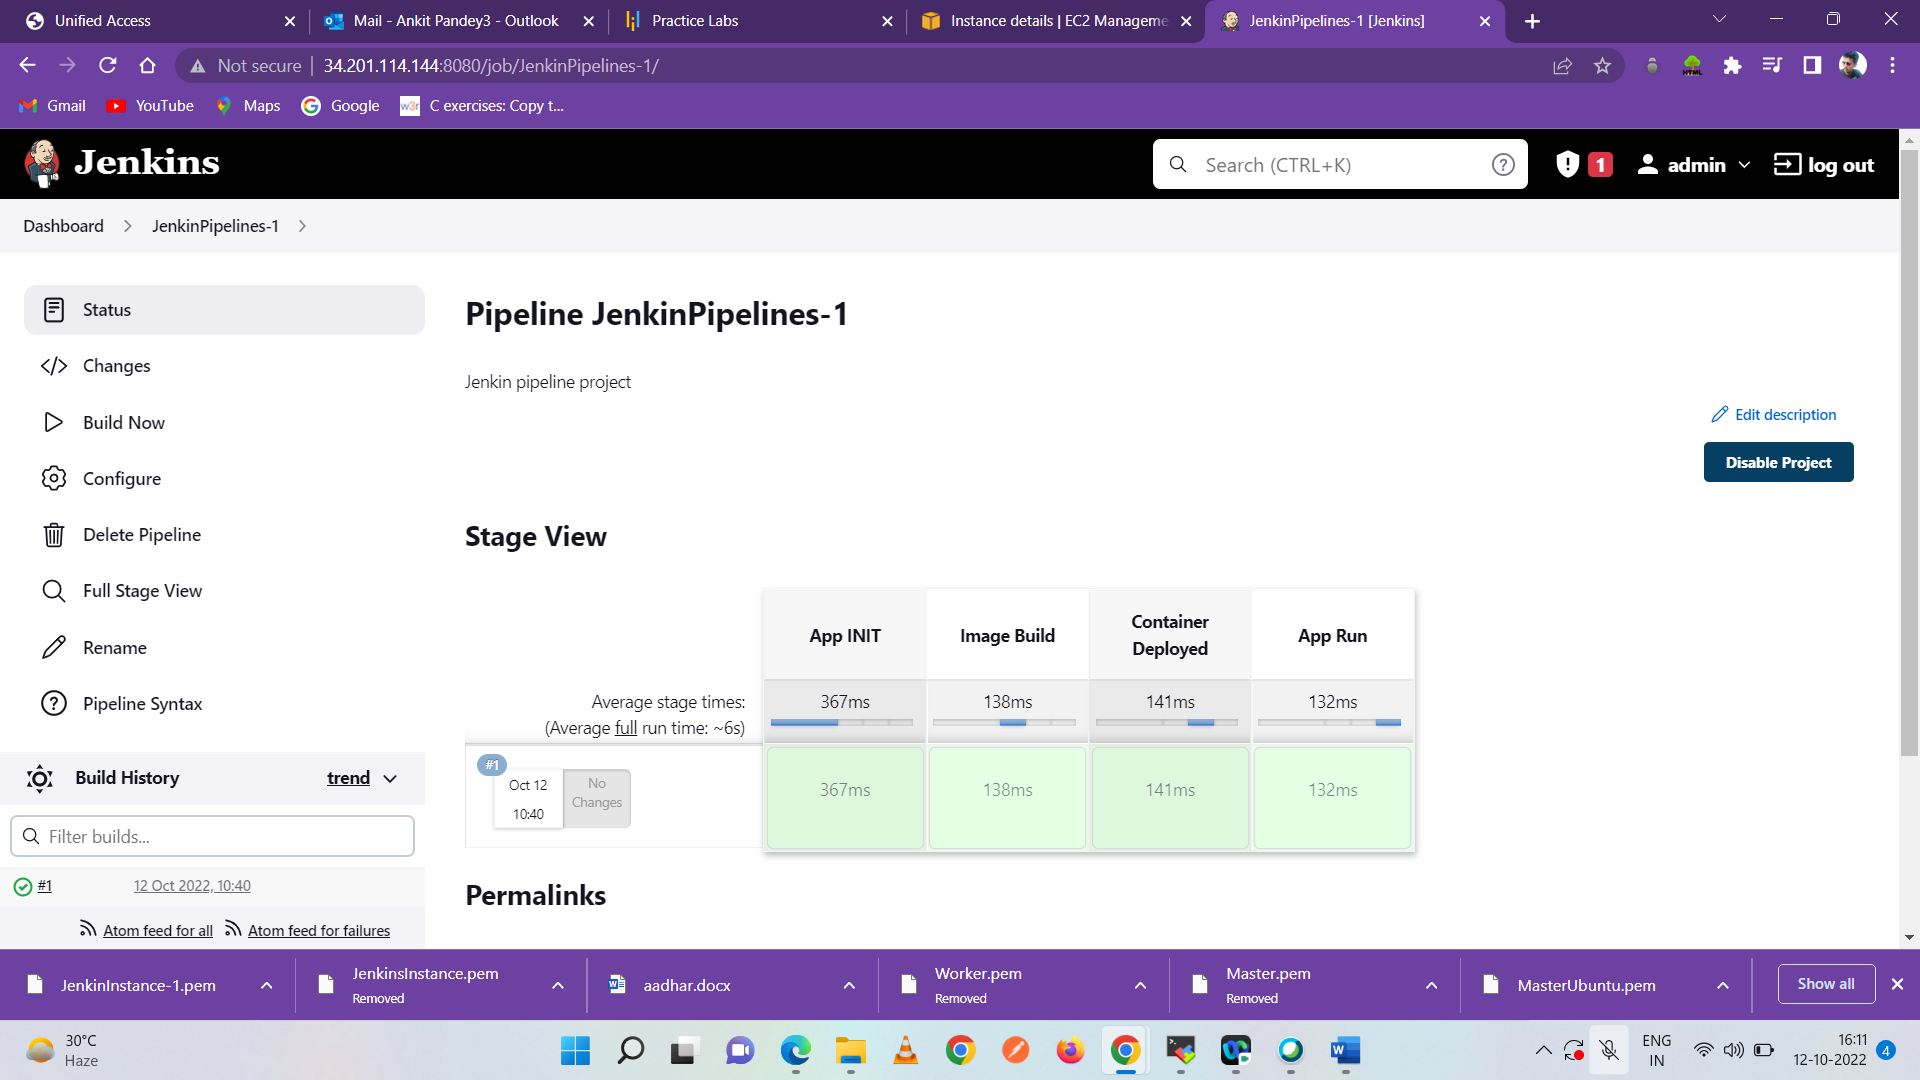 Unified Access
Mail - Ankit Pandey3 - Outlook
Practice Labs
Instance details | EC2 Manageme
JenkinPipelines-1 [Jenkins]
Not secure
34.201.114.144:8080/job/JenkinPipelines-1/
HTML
Gmail
YouTube
Maps
Google
w3r
C exercises: Copy t...
Jenkins
Search (CTRL+K)
1
admin
log out
Dashboard
JenkinPipelines-1
Status
Changes
Build Now
Configure
Delete Pipeline
Full Stage View
Rename
Pipeline Syntax
Build History
trend
Filter builds...
#1
12 Oct 2022, 10:40
Atom feed for all
Atom feed for failures
Pipeline JenkinPipelines-1
Jenkin pipeline project
Edit description
Disable Project
Stage View
App INIT
Image Build
Container
Deployed
App Run
Average stage times:
(Average full run time: ~6s)
367ms
138ms
141ms
132ms
#1
Oct 12
10:40
No
Changes
367ms
138ms
141ms
132ms
Permalinks
JenkinInstance-1.pem
JenkinsInstance.pem
Removed
aadhar.docx
Worker.pem
Removed
Master.pem
Removed
MasterUbuntu.pem
Show all
30°C
Haze
ENG
IN
16:11
12-10-2022
4